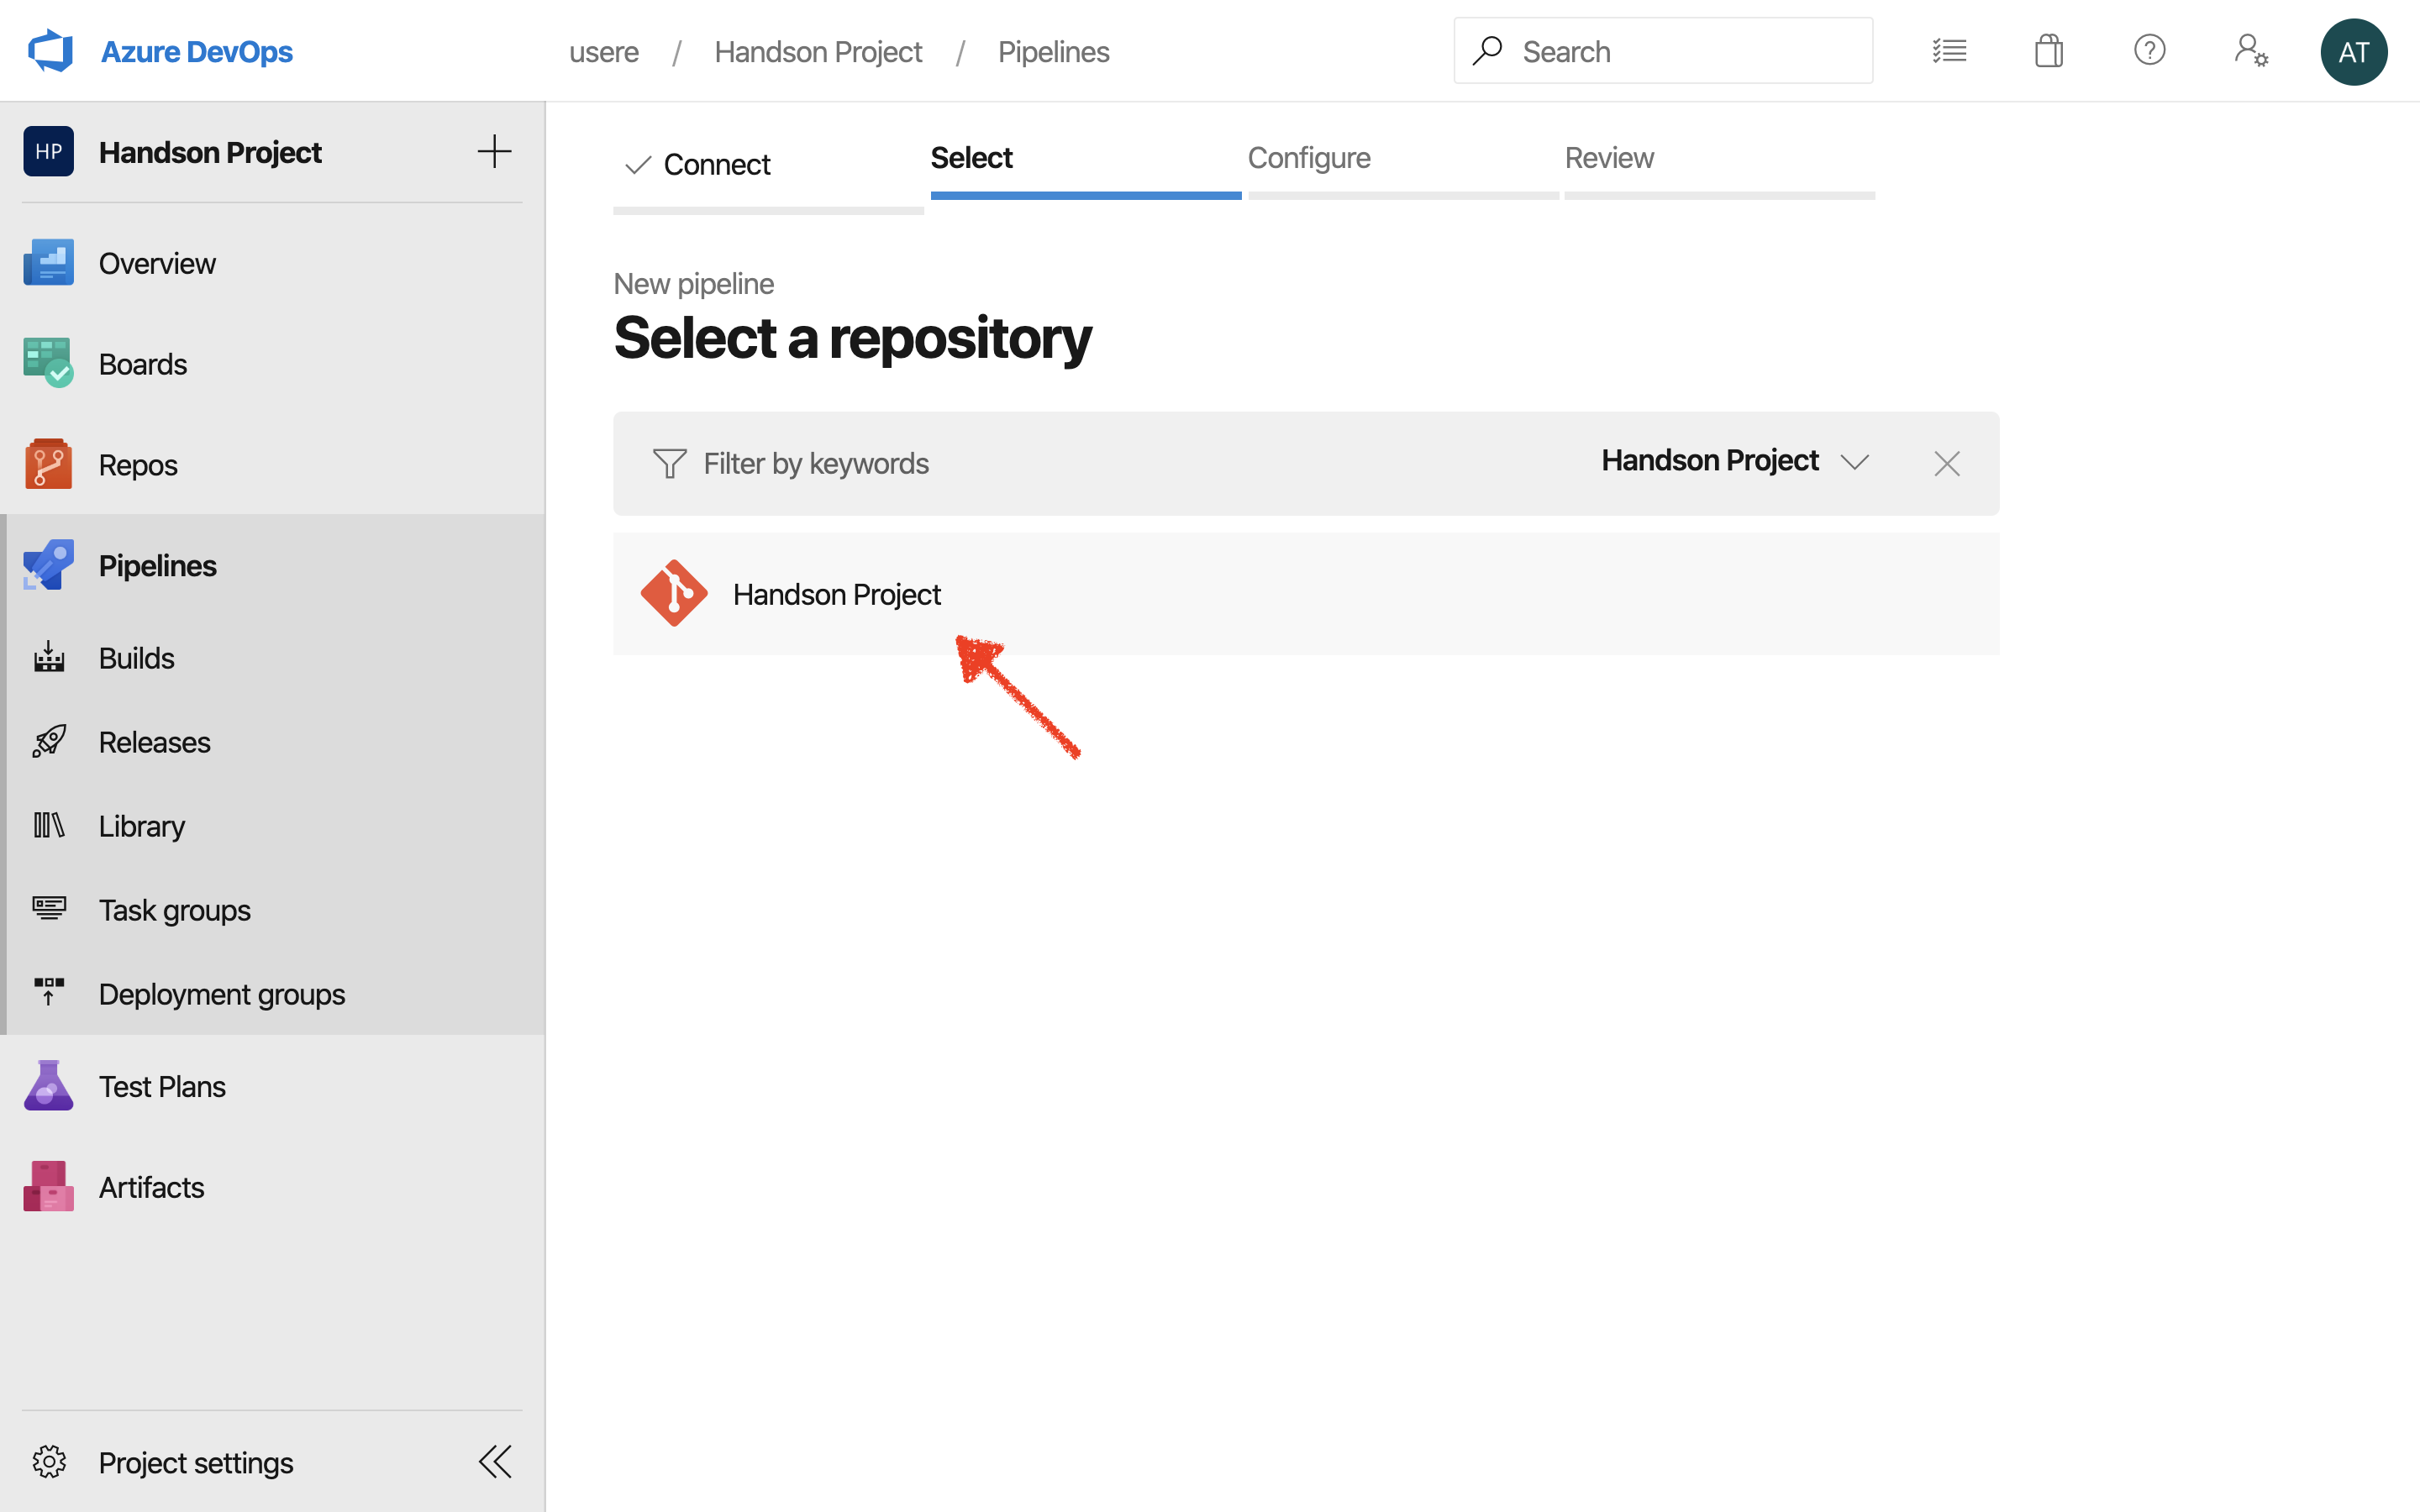 Azure DevOps
usere / Handson Project / Pipelines
Search
AT
HP
Handson Project
Overview
Boards
Repos
Pipelines
Builds
Releases
Library
Task groups
Deployment groups
Test Plans
Artifacts
Project settings
Connect
Select
Configure
Review
New pipeline
Select a repository
Filter by keywords
Handson Project
Handson Project